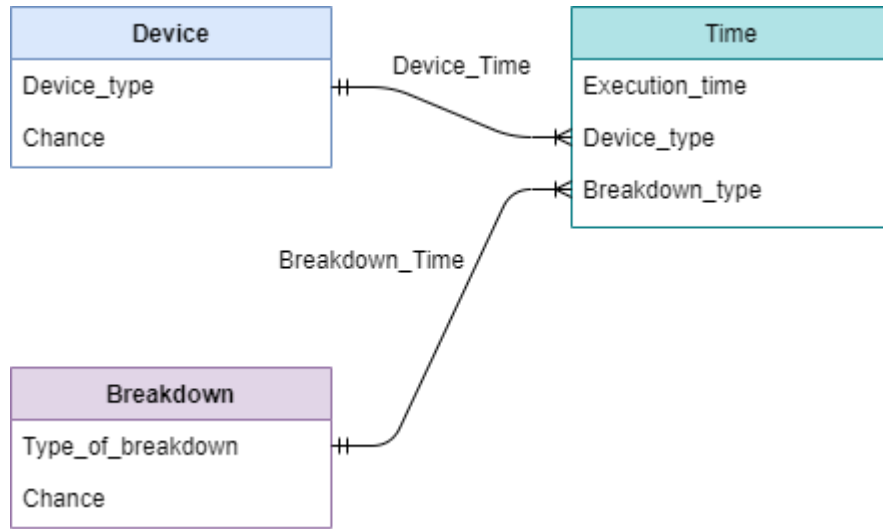 Device
Device_type
Chance
Device_Time
Time
Execution_time
Device_type
Breakdown_type
Breakdown_Time
Breakdown
Type_of_breakdown
Chance